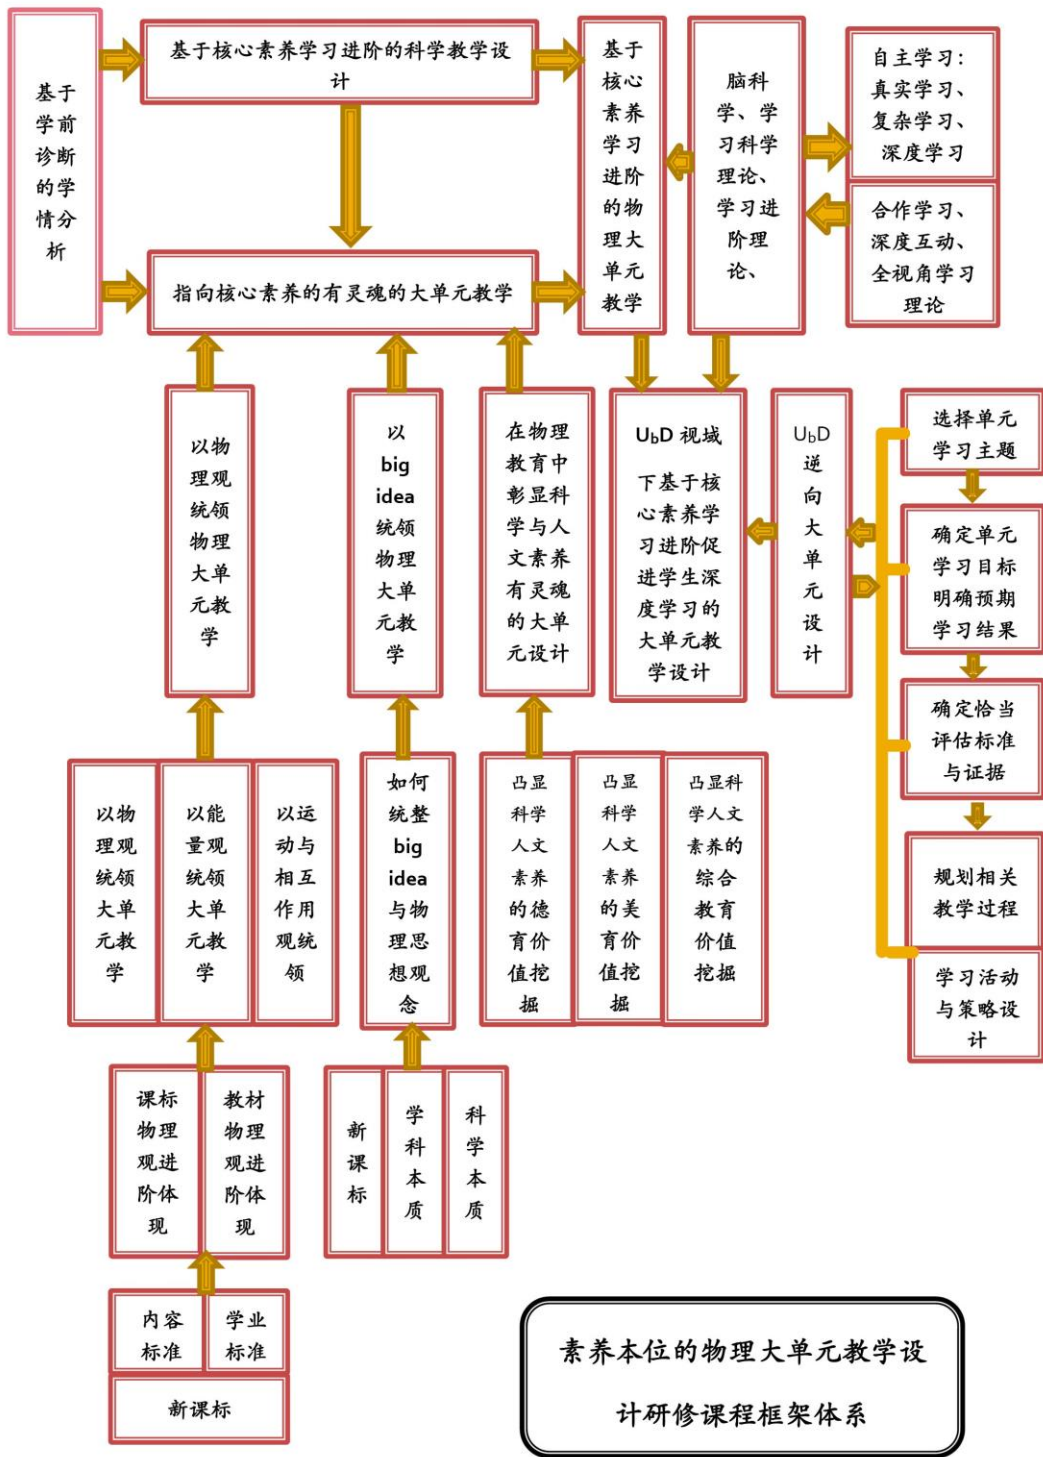 基于
学前
诊断
的学
情分
析
基于核心素养学习进阶的科学教学设
计
指向核心素养的有灵魂的大单元教学
基于
核心
素养
学习
进阶
的物
理大
单元
教学
脑科
学、学
习科学
理论、
学习进
阶理
论、
自主学习：
真实学习、
复杂学习、
深度学习
合作学习、
深度互动、
全视角学习
理论
以物
理观
统领
物理
大单
元教
学
以
big
idea
统领
物理
大单
元教
学
在物理
教育中
彰显科
学与人
文素养
有灵魂
的大单
元设计
UbD 视域
下基于核
心素养学
习进阶促
进学生深
度学习的
大单元教
学设计
UbD
逆
向
大
单
元
设
计
选择单元
学习主题
确定单元
学习目标
明确预期
学习结果
确定恰当
评估标准
与证据
规划相关
教学过程
学习活动
与策略设
计
以物
理观
统领
大单
元教
学
以能
量观
统领
大单
元教
学
以运
动与
相互
作用
观统
领
如何
统整
big
idea
与物
理思
想观
念
凸显
科学
人文
素养
的德
育价
值挖
掘
凸显
科学
人文
素养
的美
育价
值挖
掘
凸显科
学人文
素养的
综合
教育
价值
挖掘
课标
物理
观进
阶体
现
教材
物理
观进
阶体
现
新
课
标
学
科
本
质
科
学
本
质
内容
标准
学业
标准
新课标
素养本位的物理大单元教学设
计研修课程框架体系